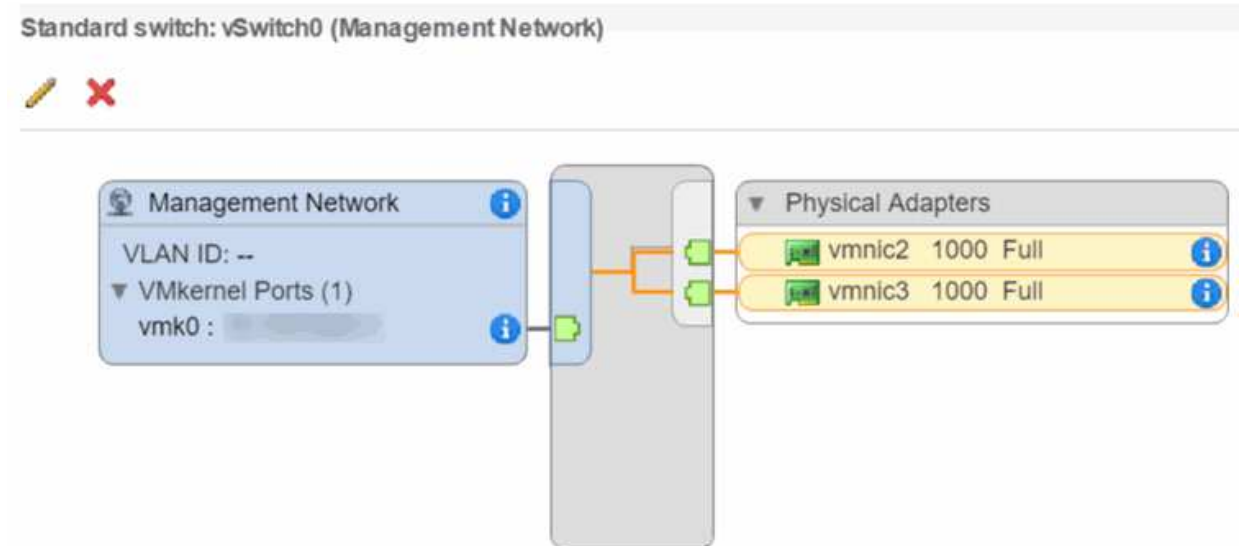 Standard switch: vSwitch0 (Management Network)
Management Network
VLAN ID: --
VMkernel Ports (1)
vmk0 :
Physical Adapters
vmnic2 1000 Full
vmnic3 1000 Full